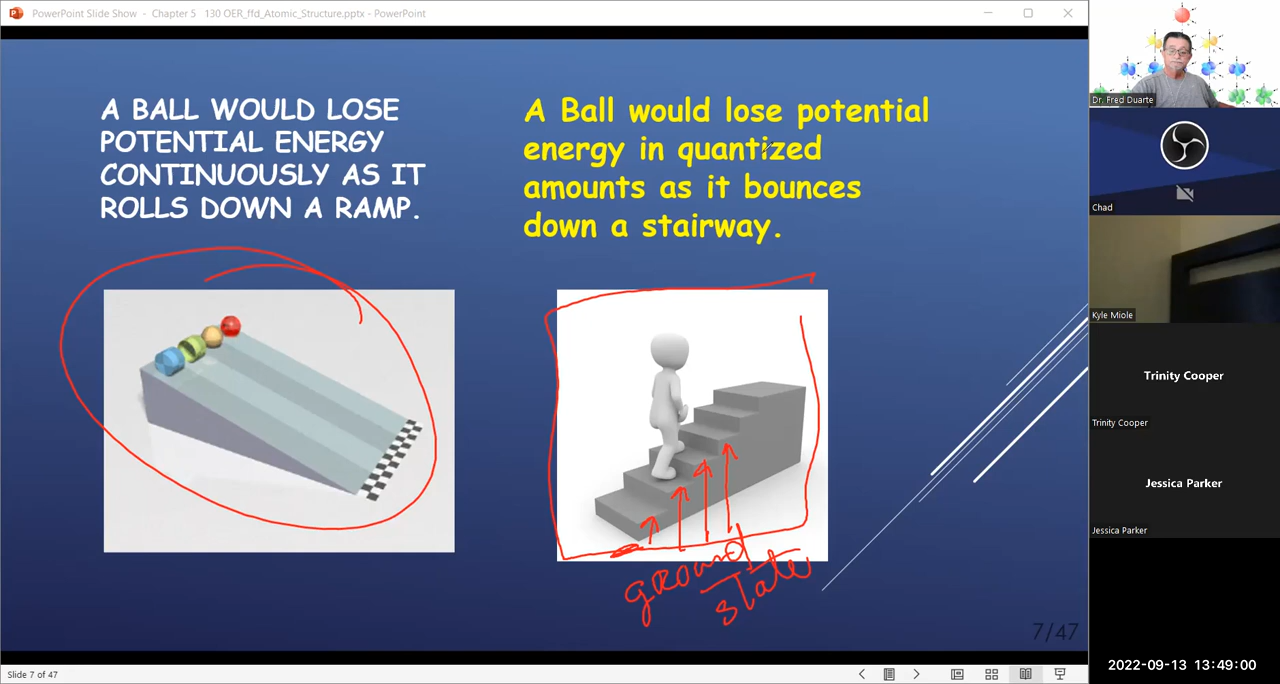 PowerPoint Slide Show - Chapter 5 130 OER_ffd_Atomic_Structure.pptx - PowerPoint
A BALL WOULD LOSE
POTENTIAL ENERGY
CONTINUOUSLY AS IT
ROLLS DOWN A RAMP.
A Ball would lose potential
energy in quantized
amounts as it bounces
down a stairway.
ground
state
7/47
Slide 7 of 47
Dr. Fred Duarte
Chad
Kyle Miole
Trinity Cooper
Trinity Cooper
Jessica Parker
Jessica Parker
2022-09-13 13:49:00